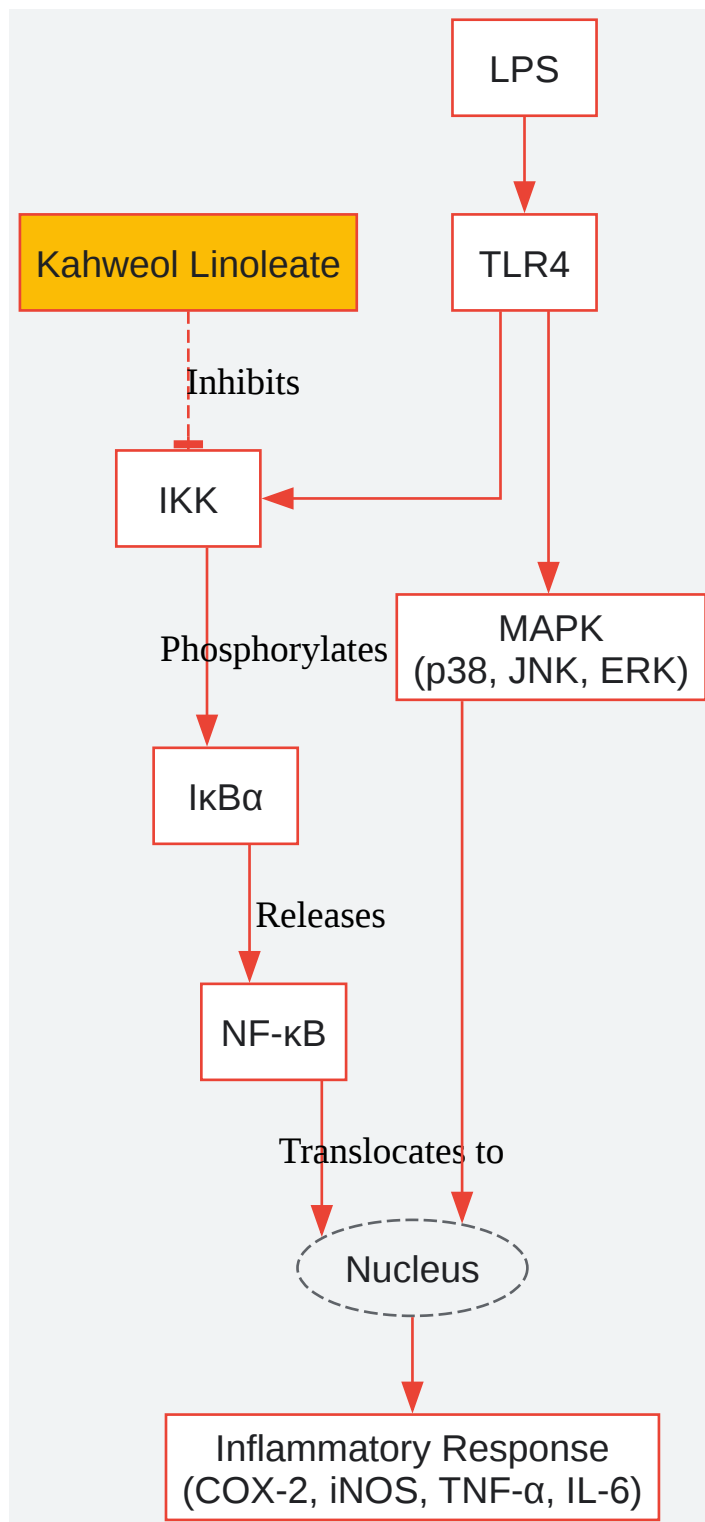 LPS
Kahweol Linoleate
TLR4
Inhibits
IKK
MAPK
(p38, JNK, ERK)
Phosphorylates
IκBα
Releases
NF-κB
Translocates to
Nucleus
Inflammatory Response
(COX-2, iNOS, TNF-α, IL-6)